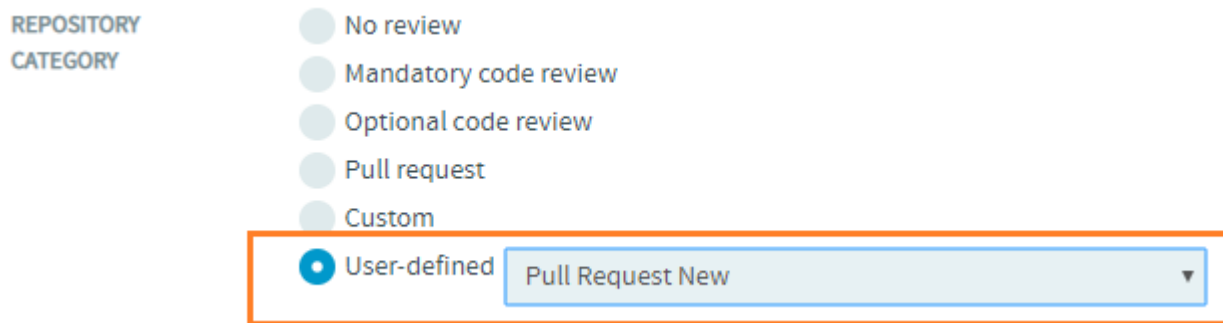 REPOSITORY
CATEGORY
No review
Mandatory code review
Optional code review
Pull request
Custom
User-defined
Pull Request New